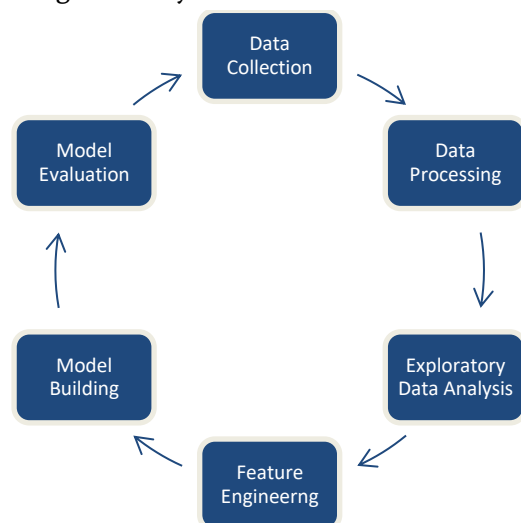 Data
Collection
Data
Processing
Exploratory
Data Analysis
Feature
Engineerng
Model
Building
Model
Evaluation